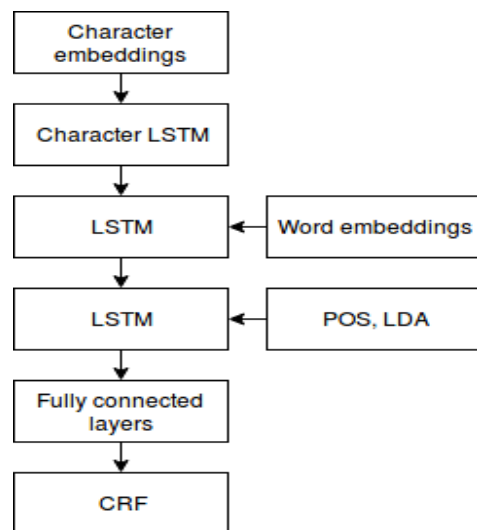 Character
embeddings
Character LSTM
LSTM
Word embeddings
LSTM
POS, LDA
Fully connected
layers
CRF